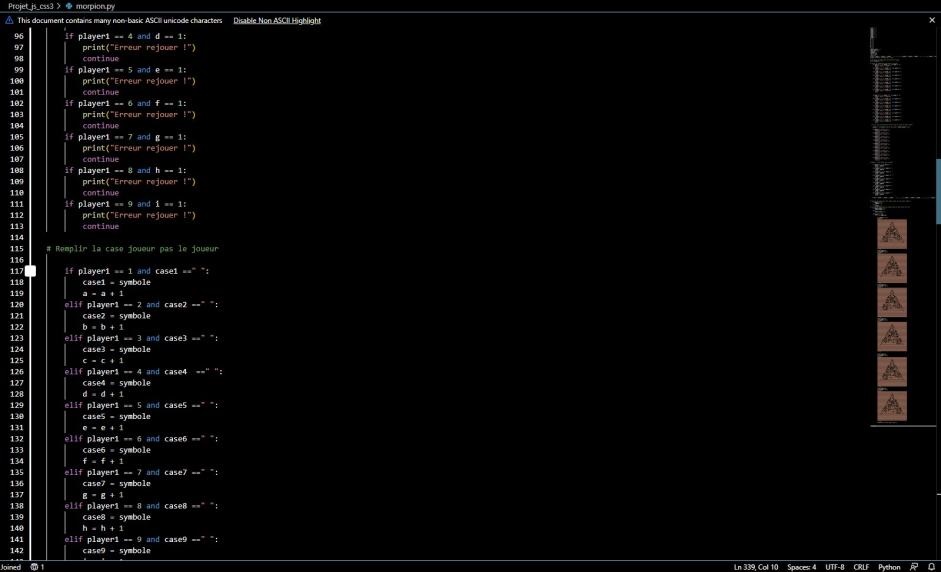 Projet_js_css3 > morpion.py
This document contains many non-basic ASCII unicode characters Disable Non ASCII Highlight
96 if player1 == 4 and d == 1:
97 print("Erreur rejouer !")
98 continue
99 if player1 == 5 and e == 1:
100 print("Erreur rejouer !")
101 continue
102 if player1 == 6 and f == 1:
103 print("Erreur rejouer !")
104 continue
105 if player1 == 7 and g == 1:
106 print("Erreur rejouer !")
107 continue
108 if player1 == 8 and h == 1:
109 print("Erreur rejouer !")
110 continue
111 if player1 == 9 and i == 1:
112 print("Erreur rejouer !")
113 continue
114
115 # Remplir la case joueur pas le joueur
116
117 if player1 == 1 and case1 ==" ":
118 case1 = symbole
119 a = a + 1
120 elif player1 == 2 and case2 ==" ":
121 case2 = symbole
122 b = b + 1
123 elif player1 == 3 and case3 ==" ":
124 case3 = symbole
125 c = c + 1
126 elif player1 == 4 and case4  ==" ":
127 case4 = symbole
128 d = d + 1
129 elif player1 == 5 and case5 ==" ":
130 case5 = symbole
131 e = e + 1
132 elif player1 == 6 and case6 ==" ":
133 case6 = symbole
134 f = f + 1
135 elif player1 == 7 and case7 ==" ":
136 case7 = symbole
137 g = g + 1
138 elif player1 == 8 and case8 ==" ":
139 case8 = symbole
140 h = h + 1
141 elif player1 == 9 and case9 ==" ":
142 case9 = symbole
Joined 1 Ln 339, Col 10 Spaces: 4 UTF-8 CRLF Python